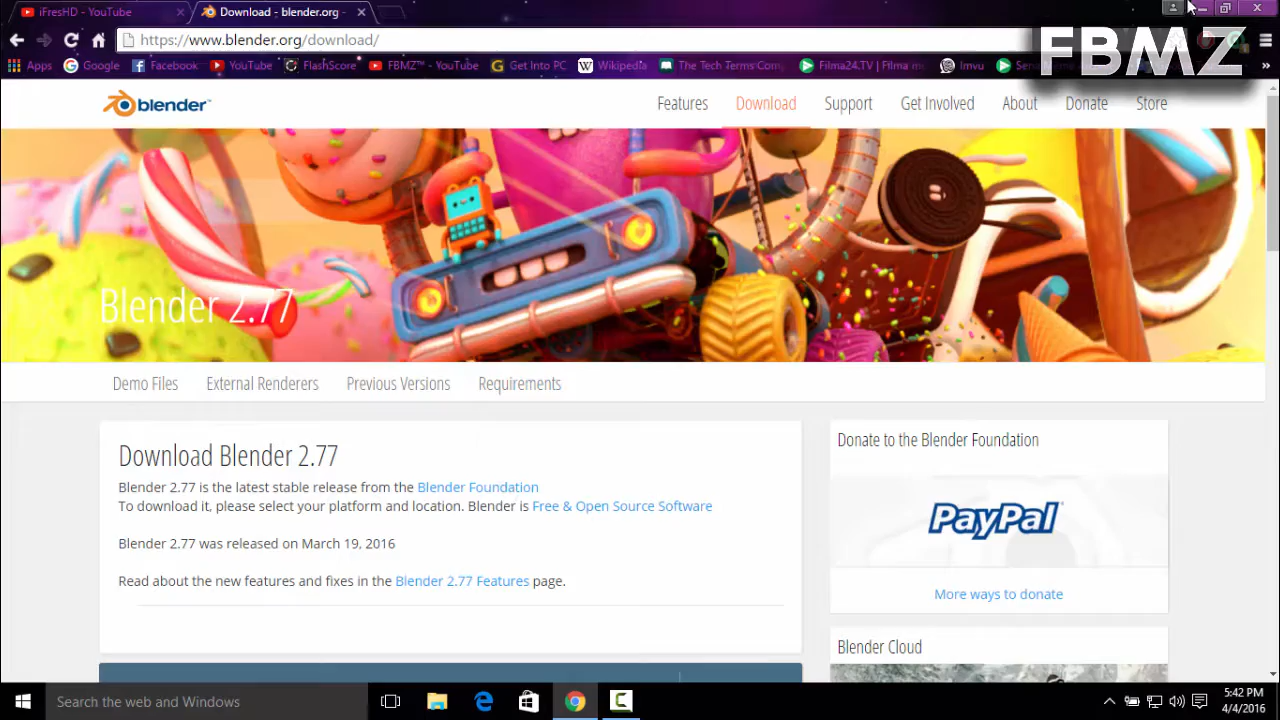 iFresHD - YouTube
Download - blender.org -
https://www.blender.org/download/
FBMZ
Apps Google Facebook YouTube FlashScore FBMZ™ - YouTube Get Into PC Wikipedia The Tech Terms Com Filma24.TV | Filma m Imvu
blender
Features Download Support Get Involved About Donate Store
Blender 2.77
Demo Files External Renderers Previous Versions Requirements
Download Blender 2.77
Blender 2.77 is the latest stable release from the Blender Foundation
To download it, please select your platform and location. Blender is Free & Open Source Software
Blender 2.77 was released on March 19, 2016
Read about the new features and fixes in the Blender 2.77 Features page.
Donate to the Blender Foundation
PayPal
More ways to donate
Blender Cloud
Search the web and Windows
5:42 PM
4/4/2016